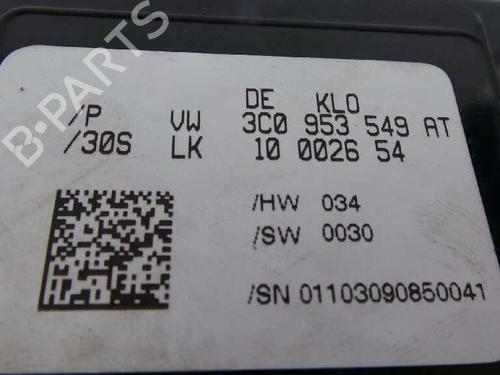 B-PARTS
DE KLO
/P VW 3C0 953 549 AT
/30S LK 10 0026 54
/HW 034
/SW 0030
/SN 01103090850041